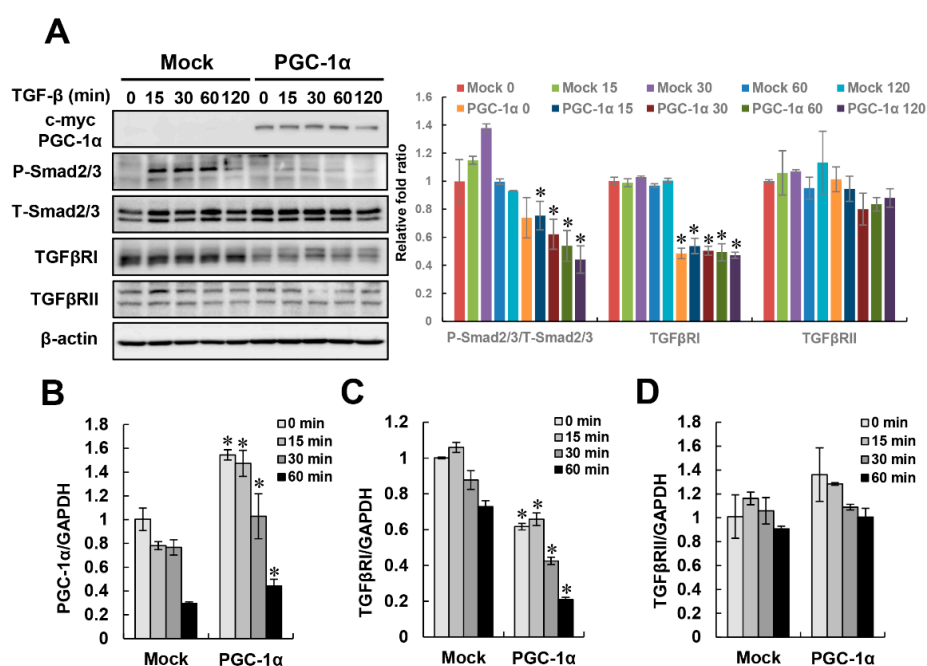 A
Mock PGC-1α
TGF-β (min) 0 15 30 60 120 0 15 30 60 120
c-myc
PGC-1α
P-Smad2/3
T-Smad2/3
TGFβRI
TGFβRII
β-actin
Mock 0 Mock 15 Mock 30 Mock 60 Mock 120
PGC-1α 0 PGC-1α 15 PGC-1α 30 PGC-1α 60 PGC-1α 120
Relative fold ratio
1.4
1.2
1
0.8
0.6
0.4
0.2
0
* * * * * * * * *
P-Smad2/3/T-Smad2/3 TGFβRI TGFβRII
B
PGC-1α/GAPDH
1.8
1.6
1.4
1.2
1
0.8
0.6
0.4
0.2
0
0 min
15 min
30 min
60 min
* * * *
Mock PGC-1α
C
TGFβRI/GAPDH
1.2
1
0.8
0.6
0.4
0.2
0
0 min
15 min
30 min
60 min
* * * *
Mock PGC-1α
D
TGFβRII/GAPDH
1.8
1.6
1.4
1.2
1
0.8
0.6
0.4
0.2
0
0 min
15 min
30 min
60 min
Mock PGC-1α